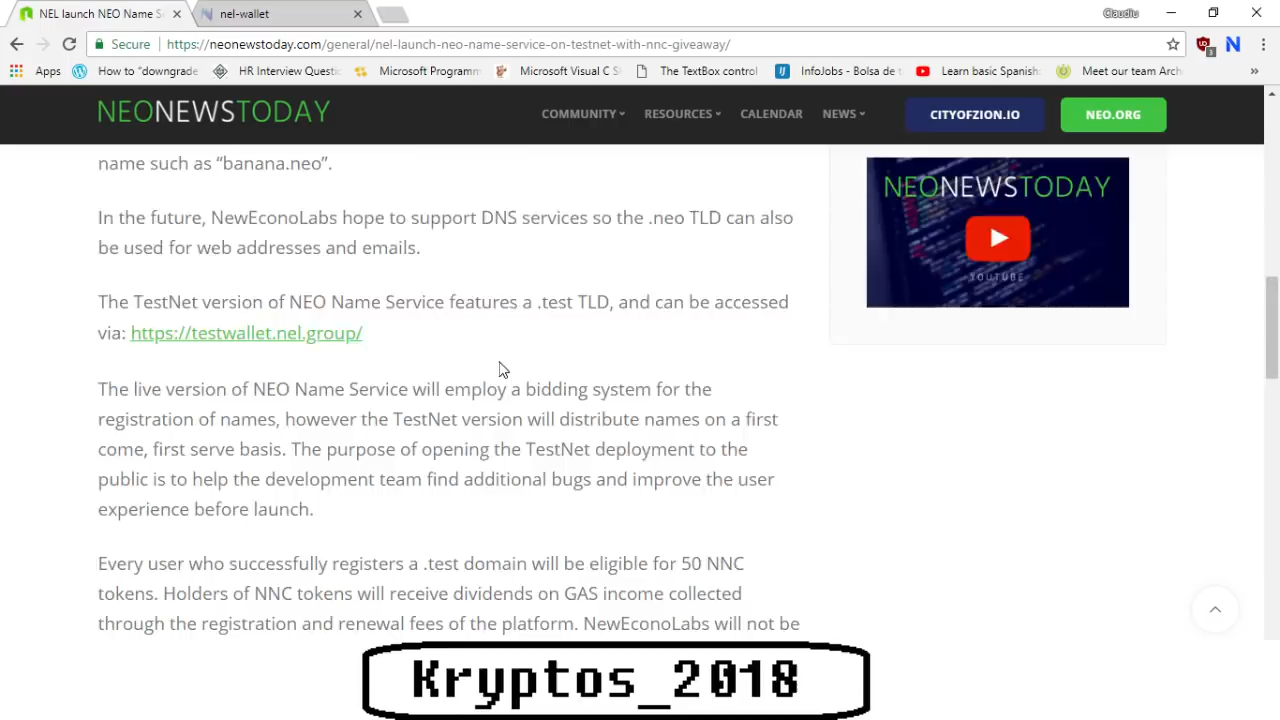 NEL launch NEO Name S
nel-wallet
Claudiu
Secure
https://neonewstoday.com/general/nel-launch-neo-name-service-on-testnet-with-nnc-giveaway/
Apps
How to "downgrade
HR Interview Questi
Microsoft Programm
Microsoft Visual C S
The TextBox control
InfoJobs - Bolsa de t
Learn basic Spanish
Meet our team Arch
NEONEWSTODAY
COMMUNITY
RESOURCES
CALENDAR
NEWS
CITYOFZION.IO
NEO.ORG
name such as “banana.neo”.
In the future, NewEconoLabs hope to support DNS services so the .neo TLD can also
be used for web addresses and emails.
The TestNet version of NEO Name Service features a .test TLD, and can be accessed
via: https://testwallet.nel.group/
The live version of NEO Name Service will employ a bidding system for the
registration of names, however the TestNet version will distribute names on a first
come, first serve basis. The purpose of opening the TestNet deployment to the
public is to help the development team find additional bugs and improve the user
experience before launch.
Every user who successfully registers a .test domain will be eligible for 50 NNC
tokens. Holders of NNC tokens will receive dividends on GAS income collected
through the registration and renewal fees of the platform. NewEconoLabs will not be
NEONEWSTODAY
YOUTUBE
Kryptos_2018